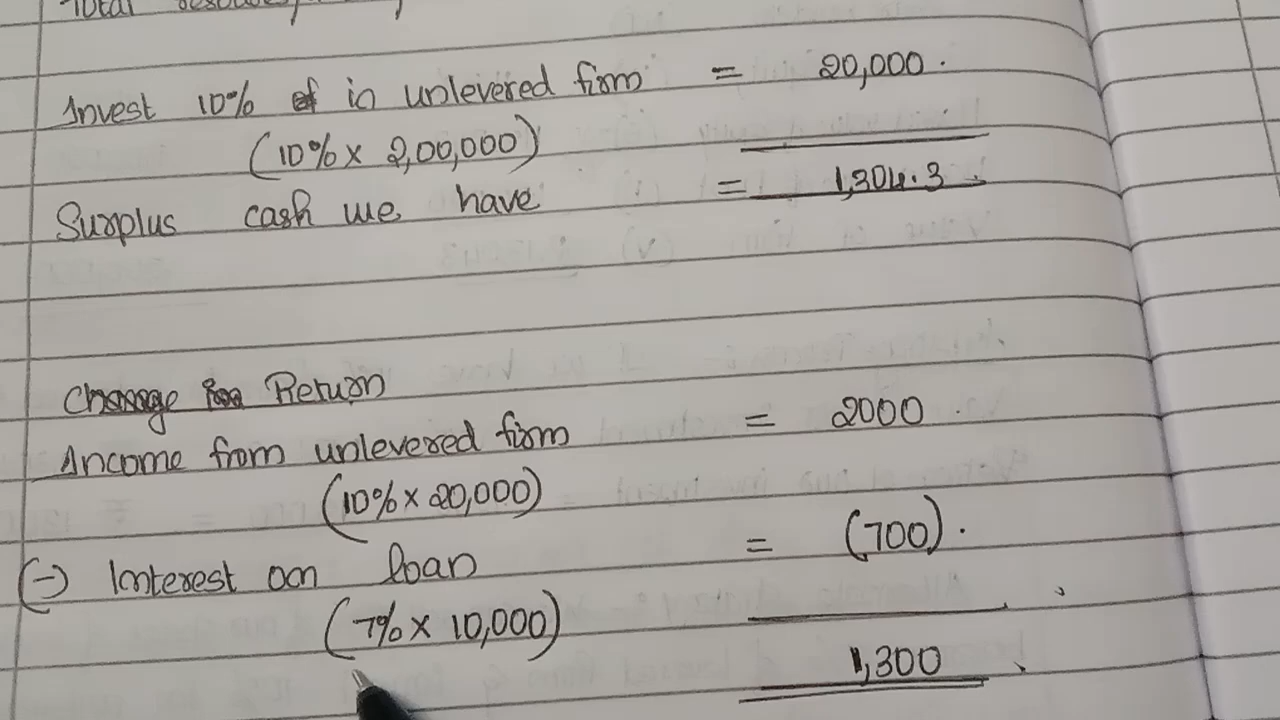 Total
Invest 10% of in unlevered firm = 20,000.
(10% x 2,00,000)
Surplus cash we have = 1,304.3
Change Return
Income from unlevered firm = 2000
(10% x 20,000)
(-) Interest on loan = (700).
(7% x 10,000)
1,300